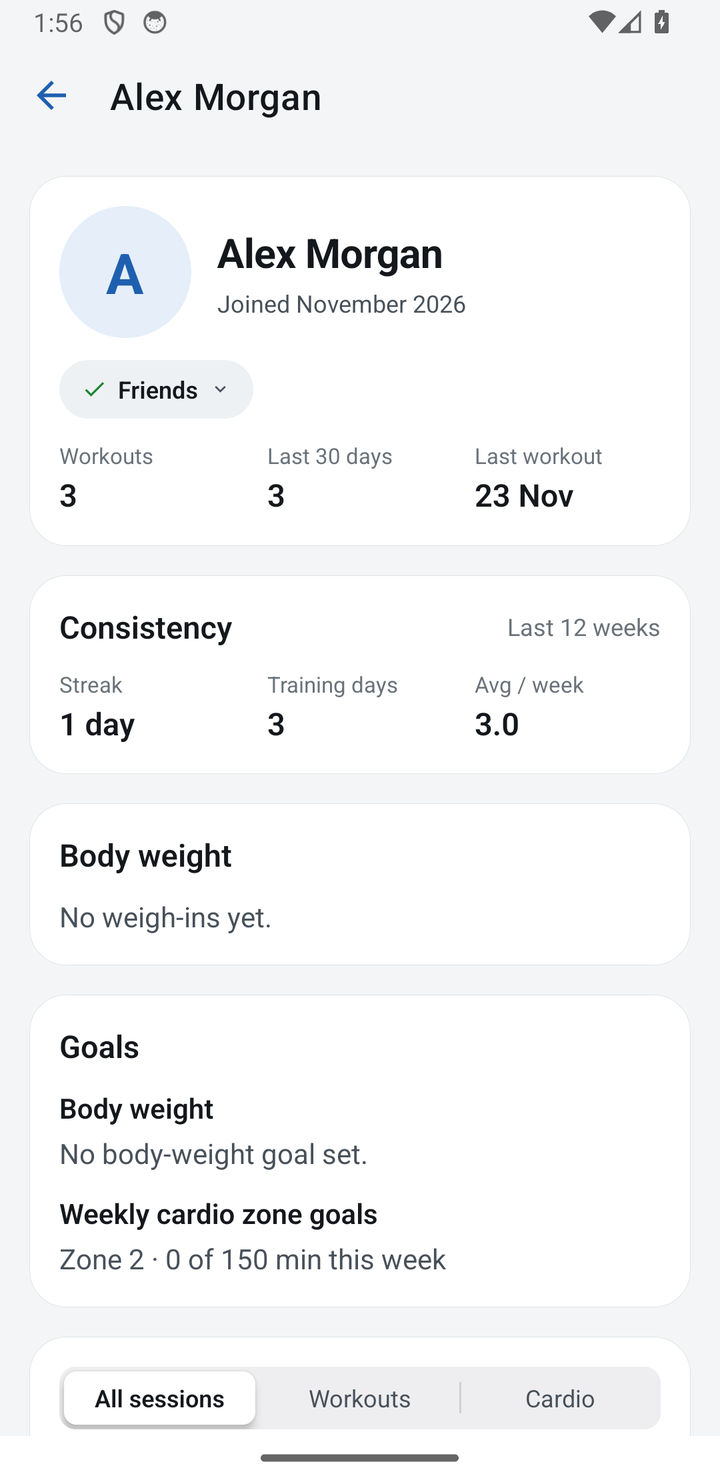 1:56
Alex Morgan
A
Alex Morgan
Joined November 2026
Friends
Workouts Last 30 days Last workout
3 3 23 Nov
Consistency Last 12 weeks
Streak Training days Avg / week
1 day 3 3.0
Body weight
No weigh-ins yet.
Goals
Body weight
No body-weight goal set.
Weekly cardio zone goals
Zone 2 · 0 of 150 min this week
All sessions Workouts Cardio